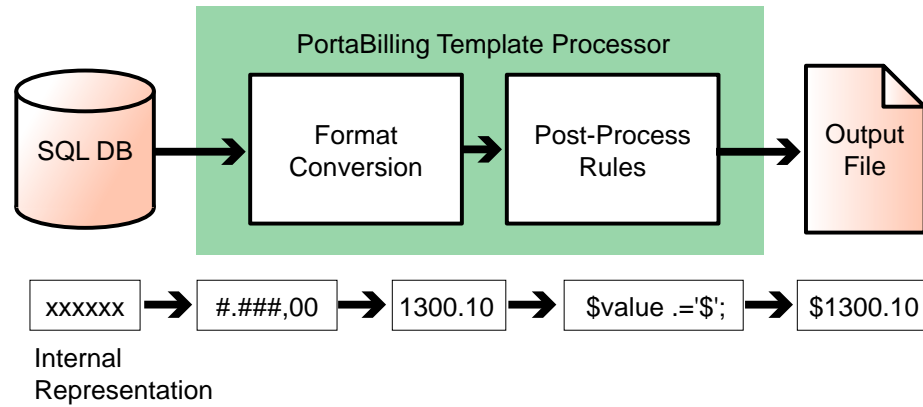 PortaBilling Template Processor
SQL DB
Format
Conversion
Post-Process
Rules
Output
File
xxxxxx
#.###,00
1300.10
$value .='$';
$1300.10
Internal
Representation